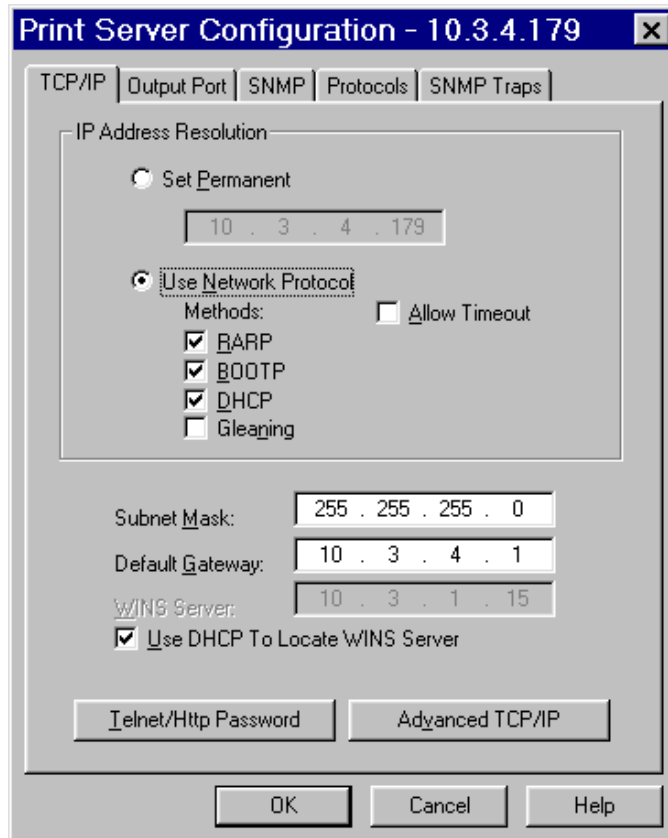 Print Server Configuration - 10.3.4.179
TCP/IP Output Port SNMP Protocols SNMP Traps
IP Address Resolution
Set Permanent
10 . 3 . 4 . 179
Use Network Protocol
Methods: Allow Timeout
RARP
BOOTP
DHCP
Gleaning
Subnet Mask: 255 . 255 . 255 . 0
Default Gateway: 10 . 3 . 4 . 1
WINS Server: 10 . 3 . 1 . 15
Use DHCP To Locate WINS Server
Telnet/Http Password Advanced TCP/IP
OK Cancel Help